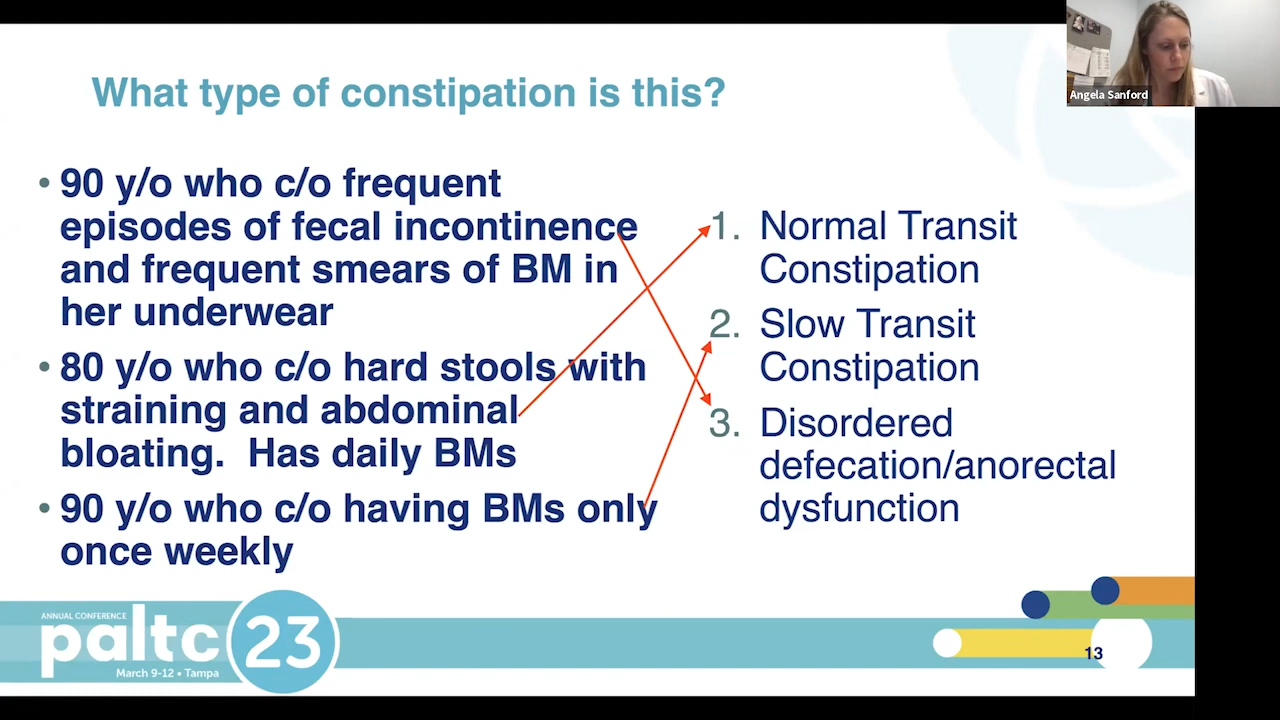 Angela Sanford
What type of constipation is this?
• 90 y/o who c/o frequent
episodes of fecal incontinence
and frequent smears of BM in
her underwear
• 80 y/o who c/o hard stools with
straining and abdominal
bloating.  Has daily BMs
• 90 y/o who c/o having BMs only
once weekly
1. Normal Transit
Constipation
2. Slow Transit
Constipation
3. Disordered
defecation/anorectal
dysfunction
ANNUAL CONFERENCE
paltc 23
March 9-12 • Tampa
13